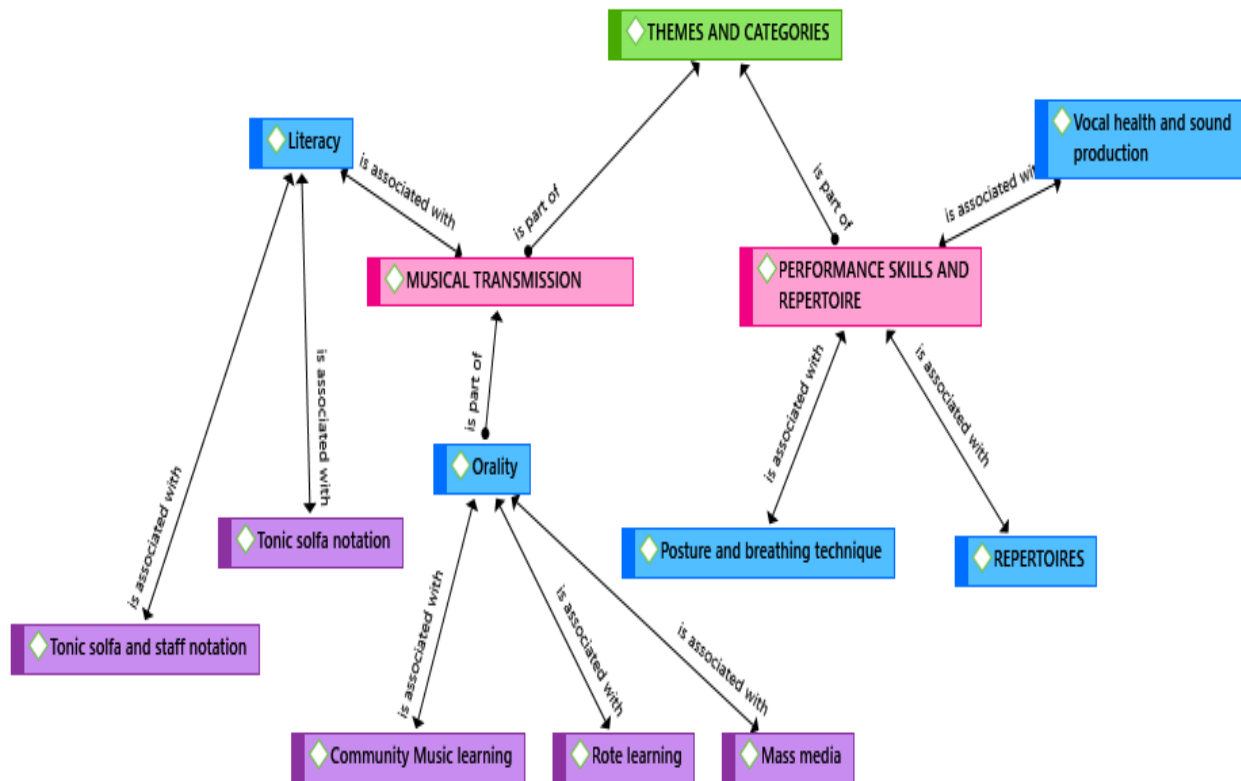 THEMES AND CATEGORIES
Vocal health and sound
production
Literacy
is associated with
is part of
is part of
is associated with
MUSICAL TRANSMISSION
PERFORMANCE SKILLS AND
REPERTOIRE
is associated with
is associated with
is part of
is associated with
is associated with
Orality
Tonic solfa notation
Posture and breathing technique
REPERTOIRES
Tonic solfa and staff notation
is associated with
is associated with
is associated with
Community Music learning
Rote learning
Mass media